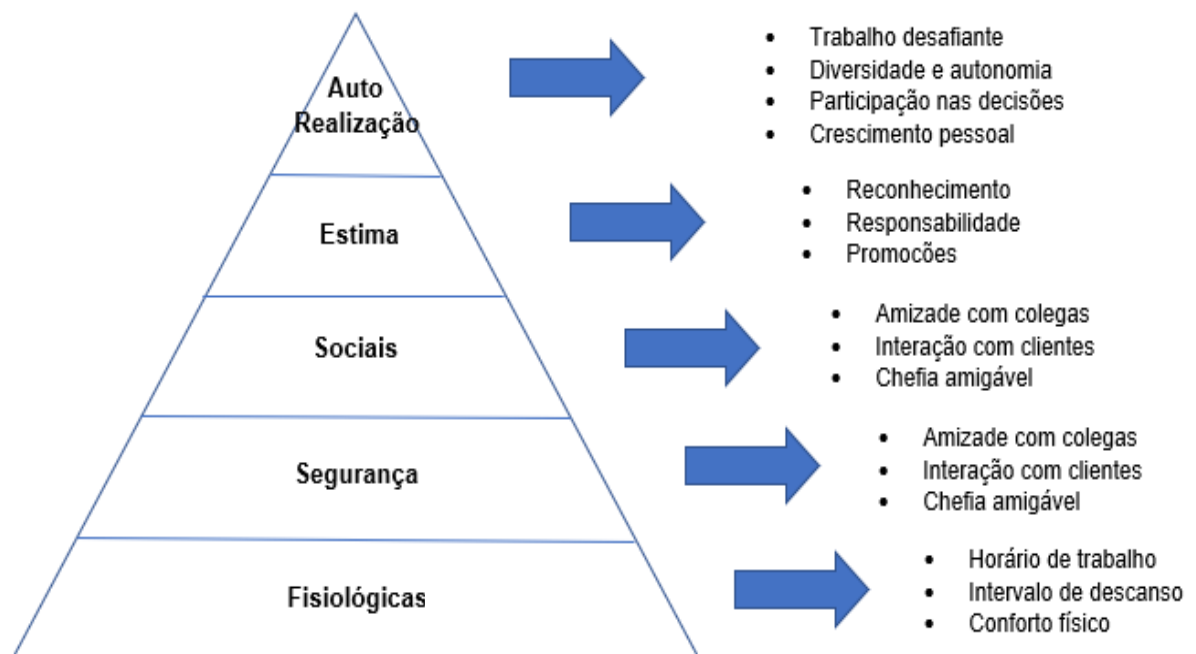 Auto
Realização
• Trabalho desafiante
• Diversidade e autonomia
• Participação nas decisões
• Crescimento pessoal
Estima
• Reconhecimento
• Responsabilidade
• Promocões
Sociais
• Amizade com colegas
• Interação com clientes
• Chefia amigável
Segurança
• Amizade com colegas
• Interação com clientes
• Chefia amigável
Fisiológicas
• Horário de trabalho
• Intervalo de descanso
• Conforto físico